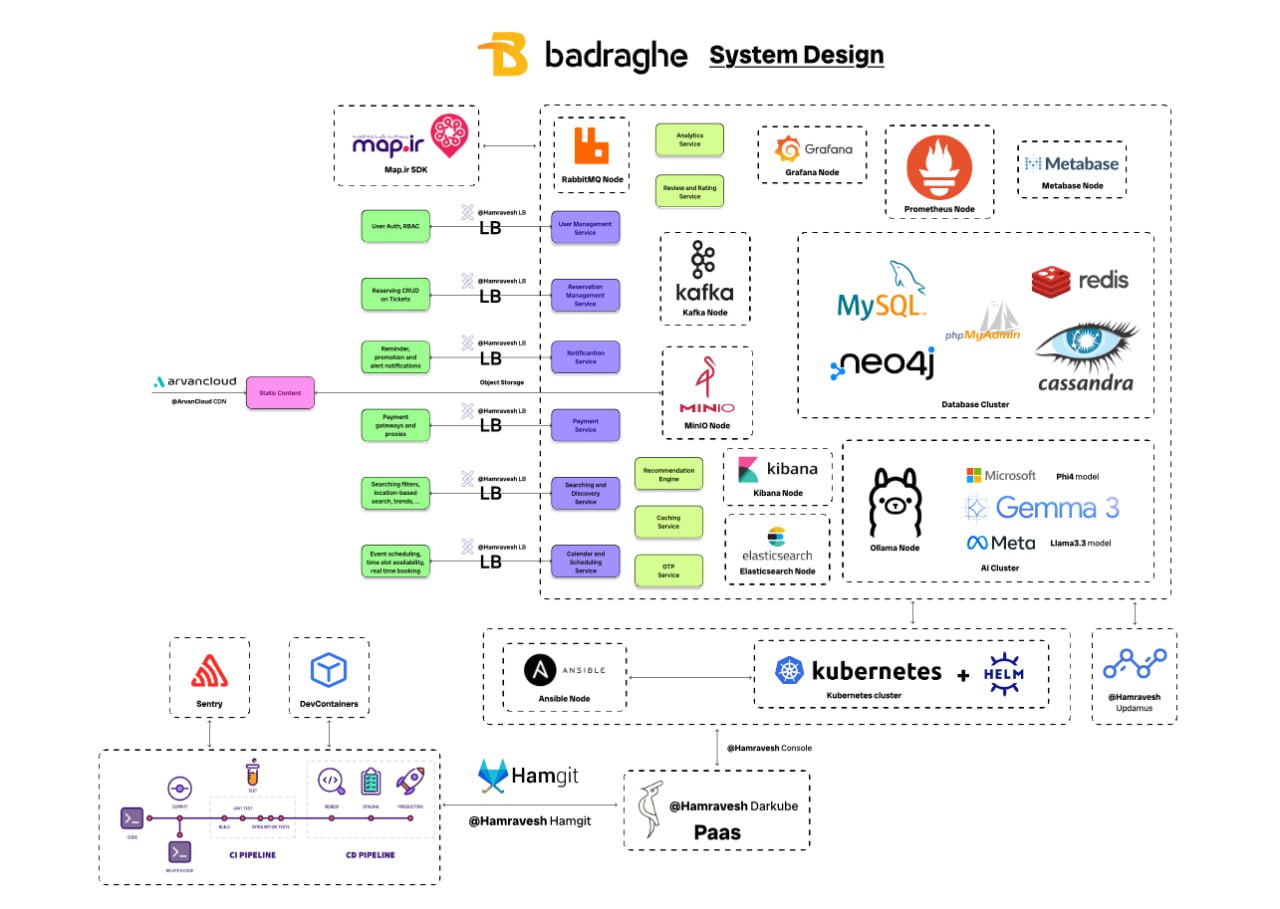 badraghe System Design
map.ir
Map.ir SDK
RabbitMQ Node
Analytics
Service
Review and Rating
Service
Grafana
Grafana Node
Prometheus Node
Metabase
Metabase Node
User Auth, RBAC
@Hamravesh LB
LB
User Management
Service
Reserving CRUD
on Tickets
@Hamravesh LB
LB
Reservation
Management
Service
kafka
Kafka Node
MySQL
redis
phpMyAdmin
neo4j
cassandra
Database Cluster
Reminder,
promotion and
alert notifications
@Hamravesh LB
LB
Notificantion
Service
arvancloud
@ArvanCloud CDN
Static Content
Object Storage
MINIO
MinIO Node
Payment
gateways and
proxies
@Hamravesh LB
LB
Payment
Service
Searching filters,
location-based
search, trends, ...
@Hamravesh LB
LB
Searching and
Discovery
Service
Recommendation
Engine
Caching
Service
OTP
Service
kibana
Kibana Node
elasticsearch
Elasticsearch Node
Ollama Node
Microsoft Phi4 model
Gemma 3
Meta Llama3.3 model
AI Cluster
Event scheduling,
time slot availability,
real time booking
@Hamravesh LB
LB
Calendar and
Scheduling
Service
ANSIBLE
Ansible Node
kubernetes + HELM
Kubernetes cluster
@Hamravesh
Updamus
Sentry
DevContainers
@Hamravesh Console
Hamgit
@Hamravesh Hamgit
@Hamravesh Darkube
Paas
CODE
COMMIT
RELATED CODE
TEST
UNIT TEST
BUILD
INTEGRATION TESTS
REVIEW
STAGING
PRODUCTION
CI PIPELINE
CD PIPELINE